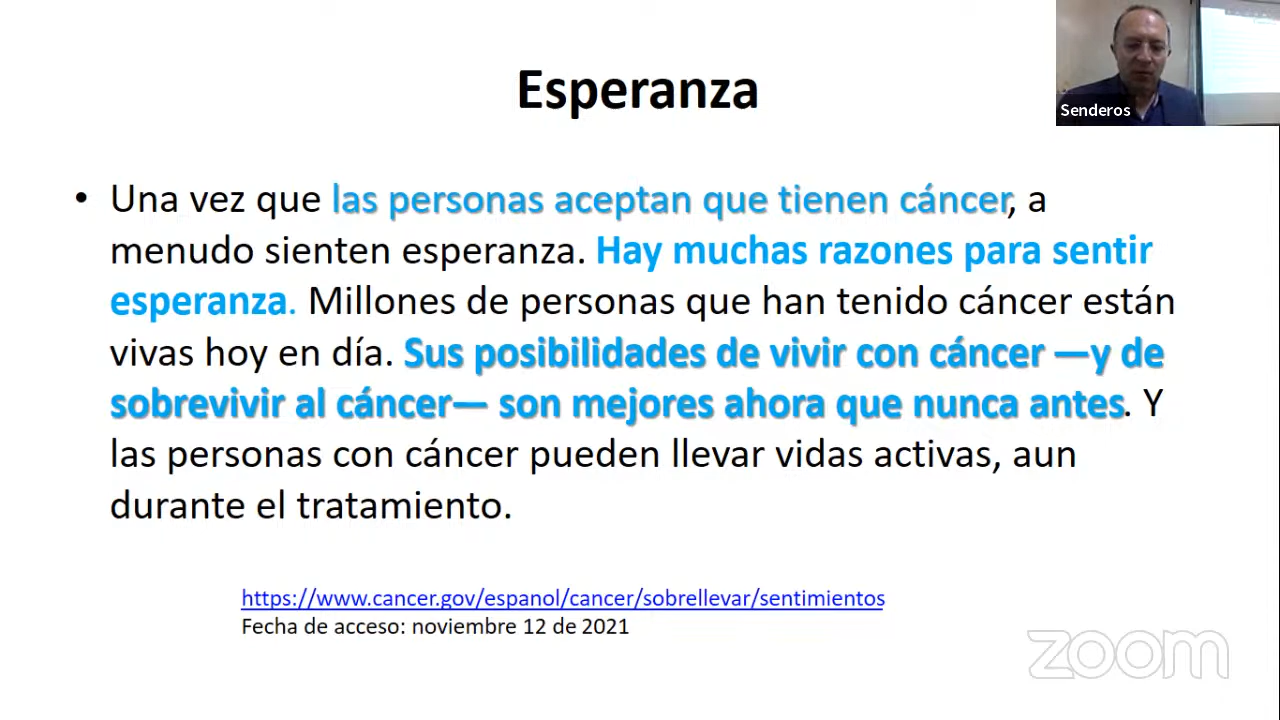 Esperanza
Senderos
• Una vez que las personas aceptan que tienen cáncer, a
menudo sienten esperanza. Hay muchas razones para sentir
esperanza. Millones de personas que han tenido cáncer están
vivas hoy en día. Sus posibilidades de vivir con cáncer —y de
sobrevivir al cáncer— son mejores ahora que nunca antes. Y
las personas con cáncer pueden llevar vidas activas, aun
durante el tratamiento.
https://www.cancer.gov/espanol/cancer/sobrellevar/sentimientos
Fecha de acceso: noviembre 12 de 2021
zoom